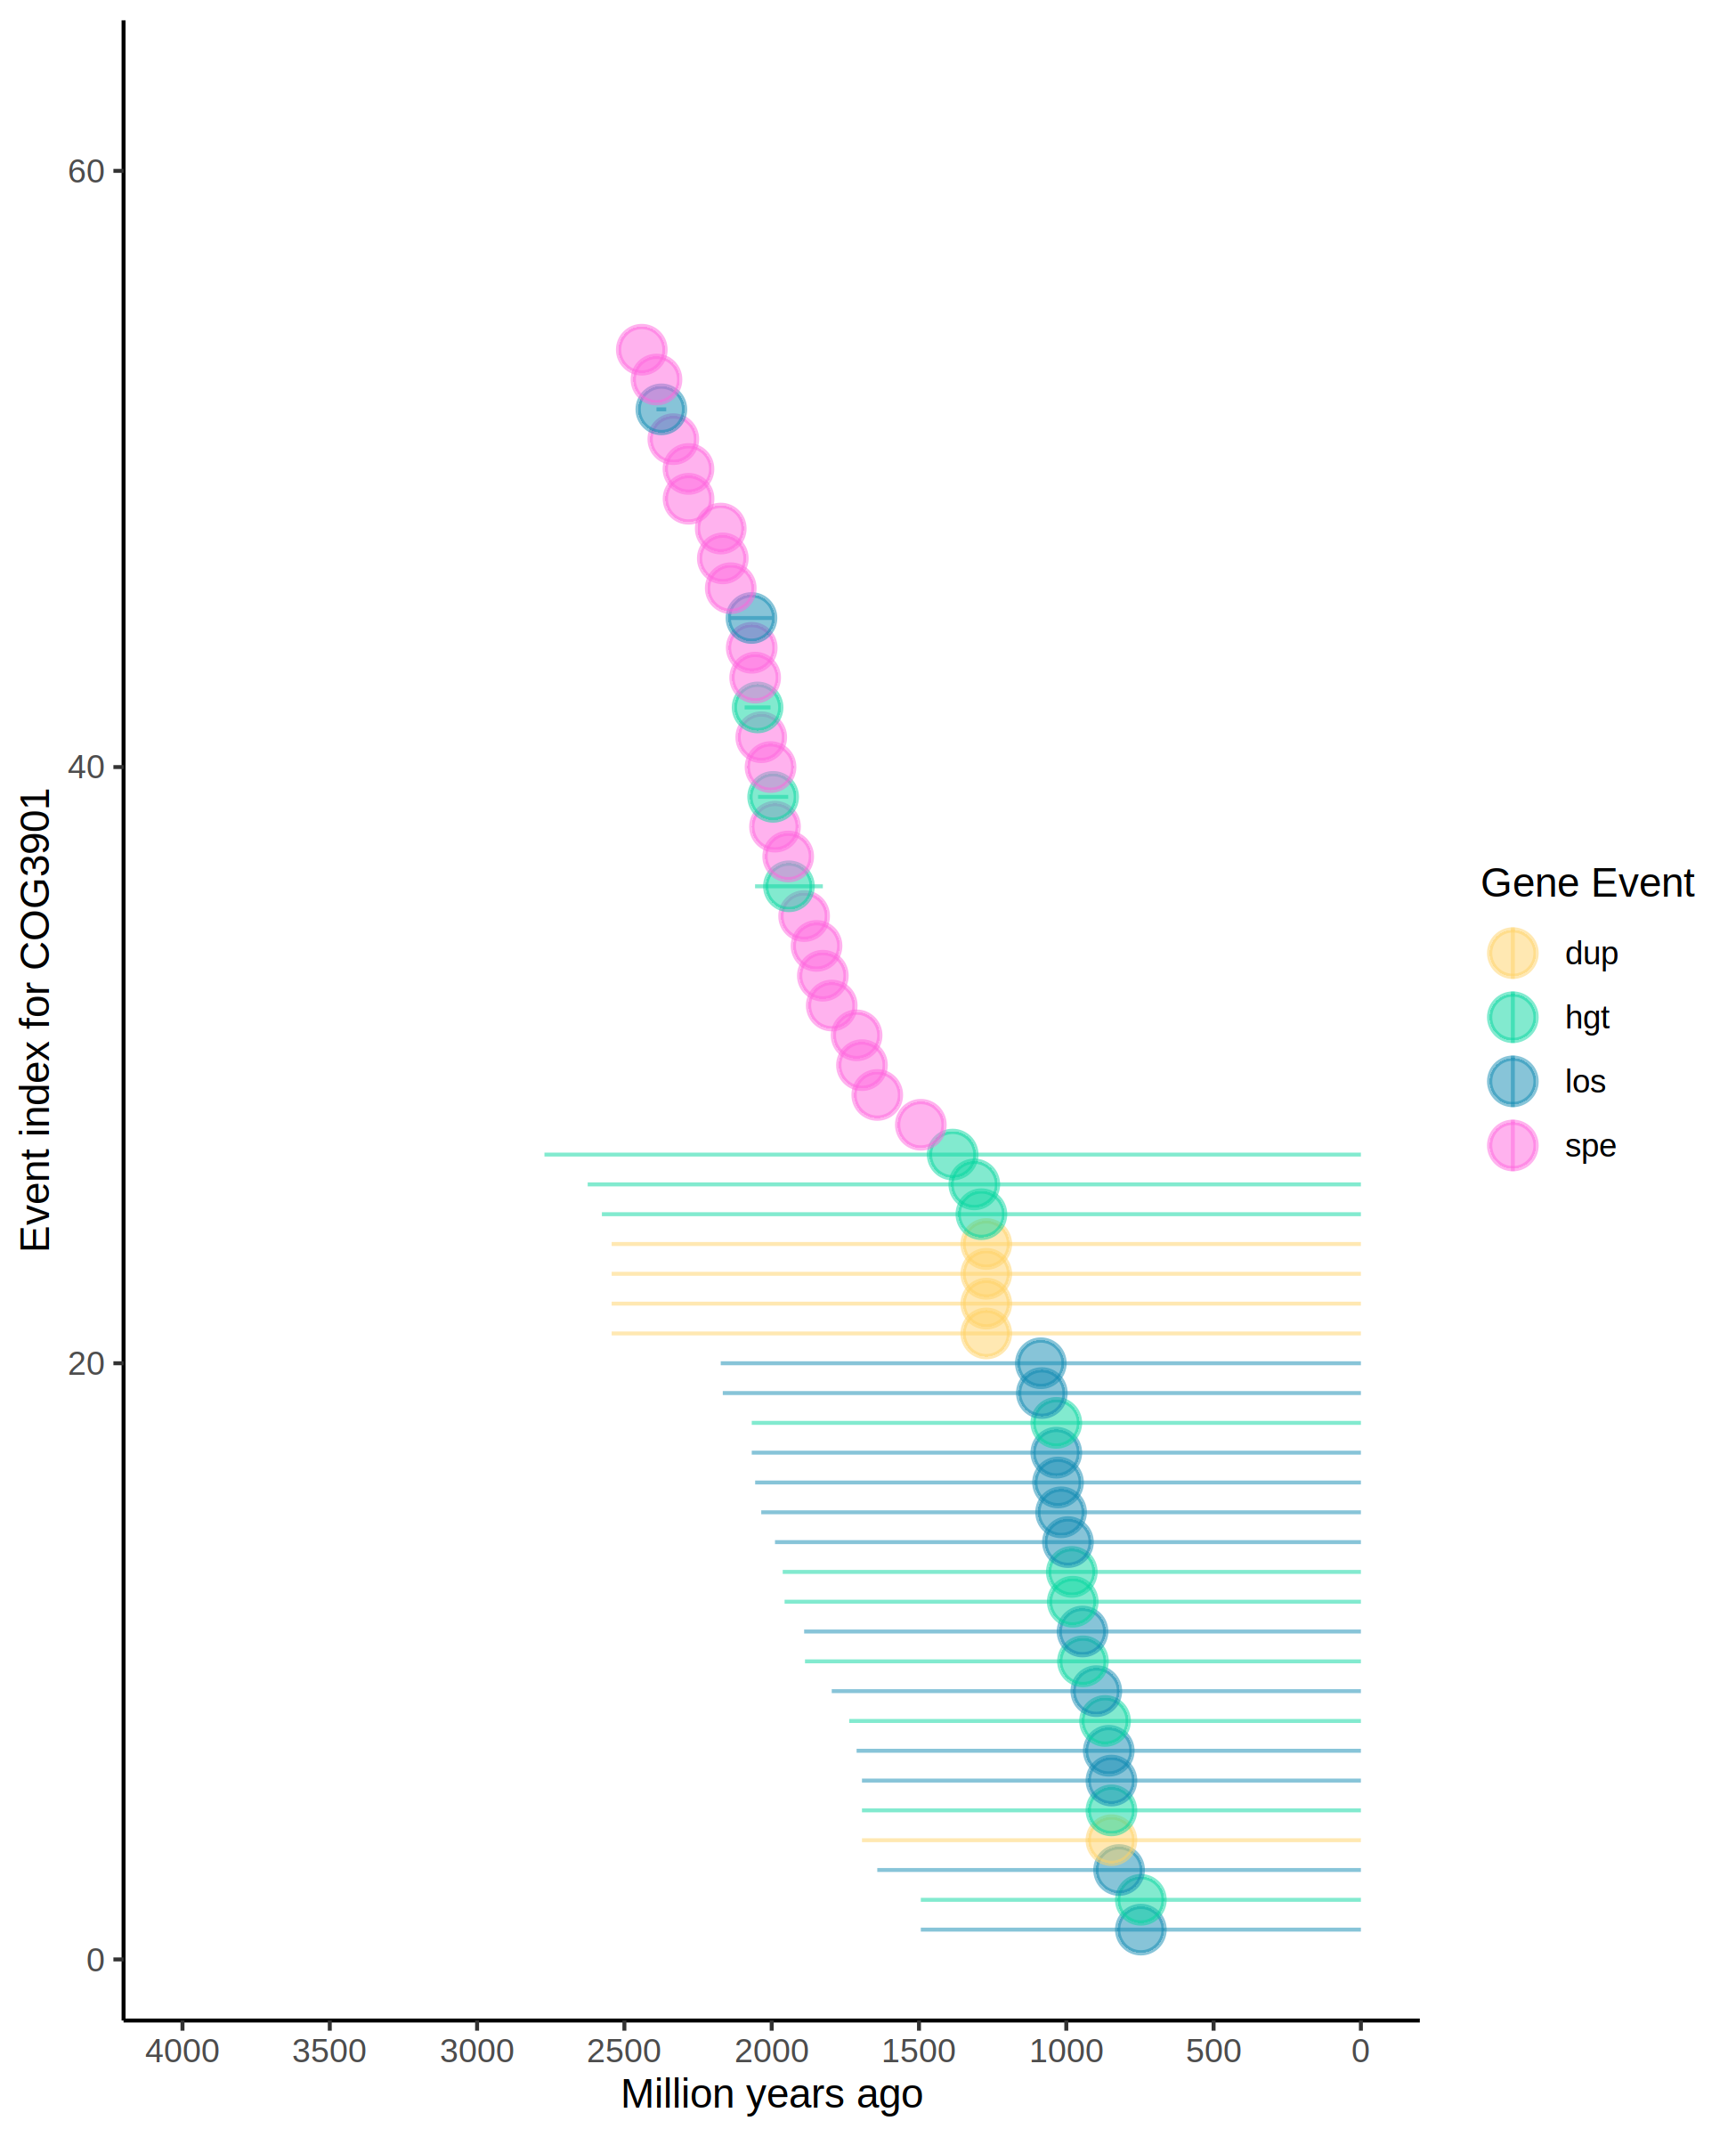 60
40
20
0
Event index for COG3901
4000 3500 3000 2500 2000 1500 1000 500 0
Million years ago
Gene Event
dup
hgt
los
spe